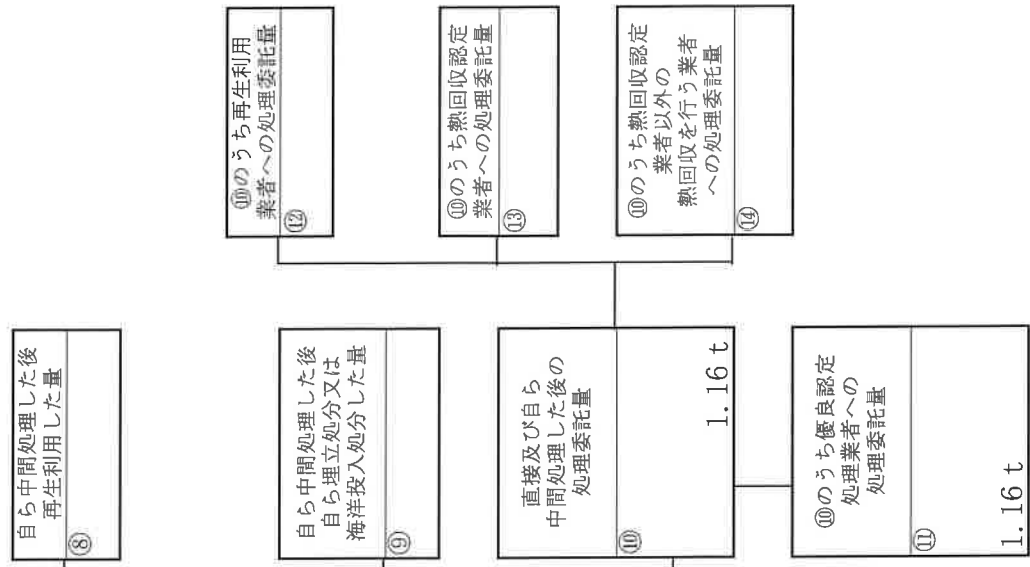 自ら中間処理した後
再生利用した量
⑧
自ら中間処理した後
自ら埋立処分又は
海洋投入処分した量
⑨
直接及び自ら
中間処理した後の
処理委託量
⑩
1.16 t
⑩のうち優良認定
処理業者への
処理委託量
⑪
1.16 t
⑩のうち再生利用
業者への処理委託量
⑫
⑩のうち熱回収認定
業者への処理委託量
⑬
⑩のうち熱回収認定
業者以外の
熱回収を行う業者
への処理委託量
⑭